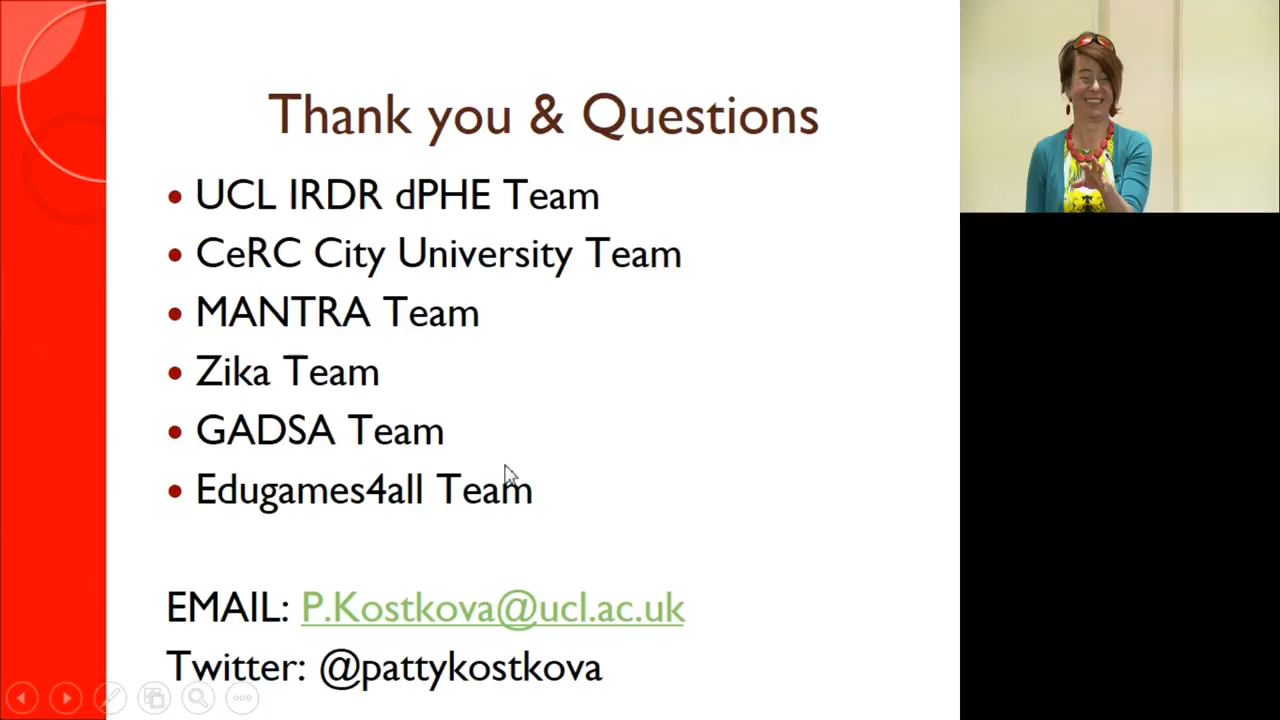 Thank you & Questions
UCL IRDR dPHE Team
CeRC City University Team
MANTRA Team
Zika Team
GADSA Team
Edugames4all Team
EMAIL: P.Kostkova@ucl.ac.uk
Twitter: @pattykostkova